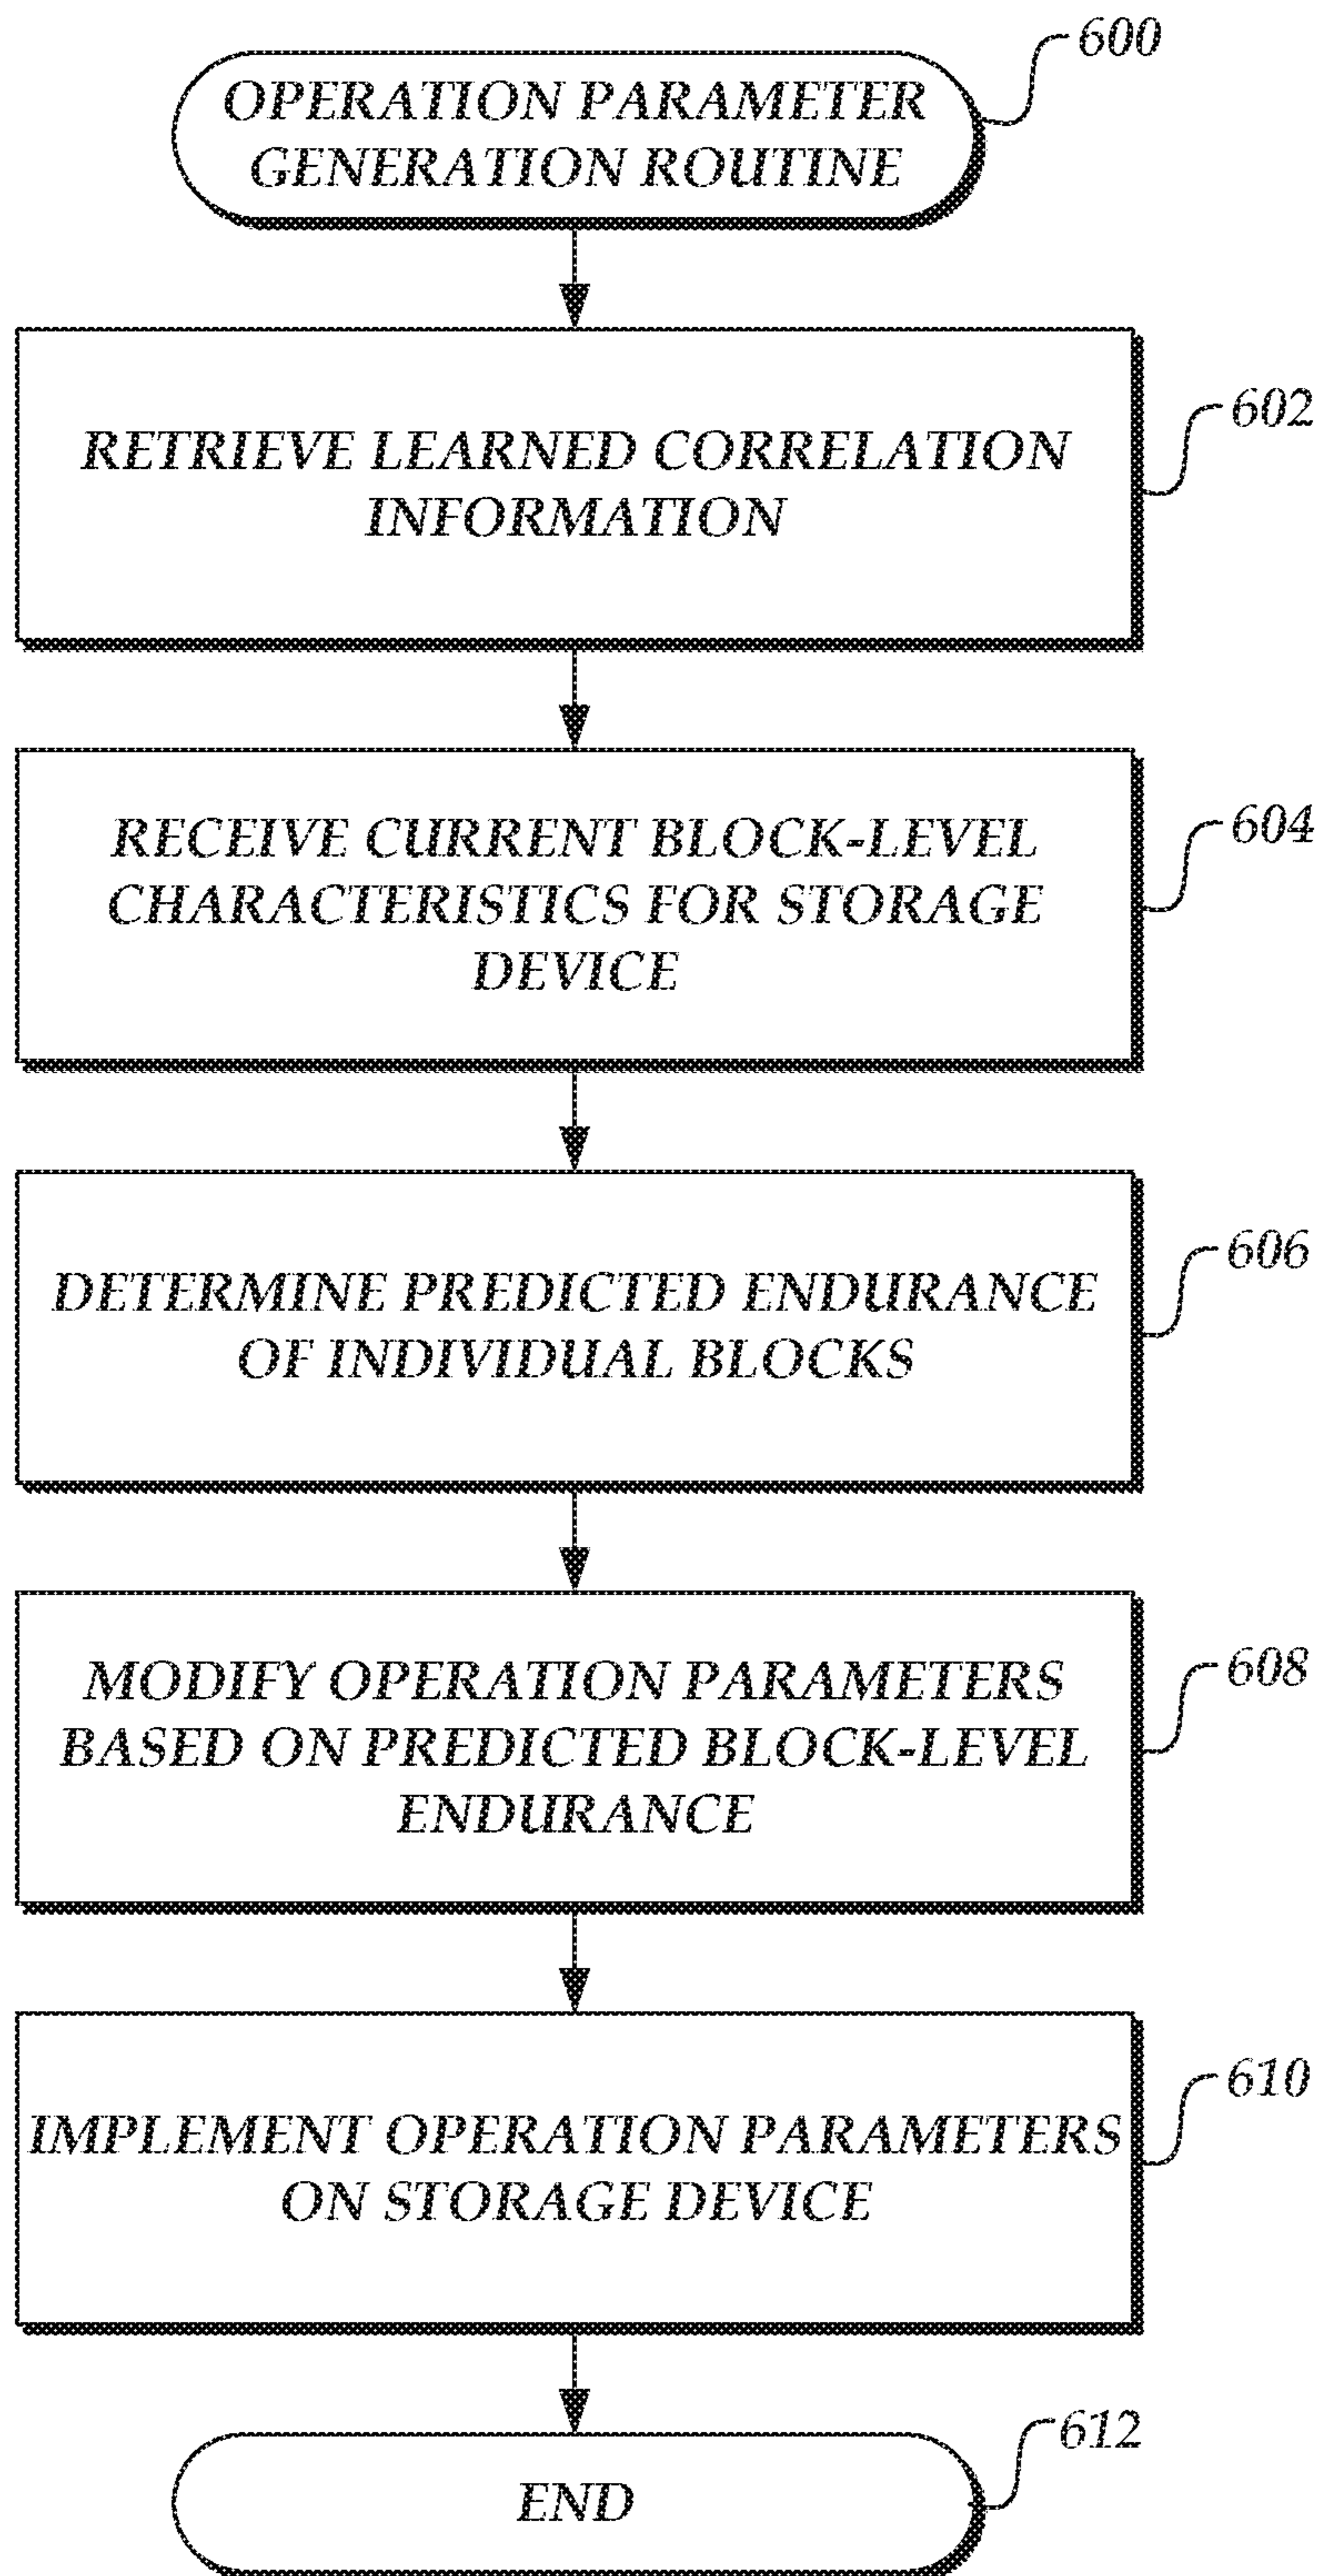 600
OPERATION PARAMETER
GENERATION ROUTINE
RETRIEVE LEARNED CORRELATION
INFORMATION
602
RECEIVE CURRENT BLOCK-LEVEL
CHARACTERISTICS FOR STORAGE
DEVICE
604
DETERMINE PREDICTED ENDURANCE
OF INDIVIDUAL BLOCKS
606
MODIFY OPERATION PARAMETERS
BASED ON PREDICTED BLOCK-LEVEL
ENDURANCE
608
IMPLEMENT OPERATION PARAMETERS
ON STORAGE DEVICE
610
END
612